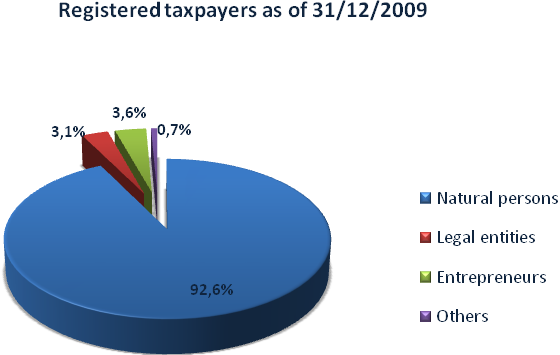 Registered taxpayers as of 31/12/2009
3,6%
0,7%
3,1%
92,6%
Natural persons
Legal entities
Entrepreneurs
Others